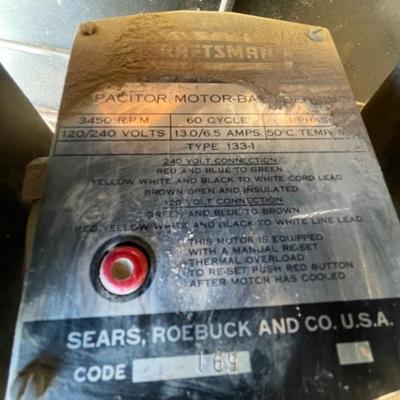 CRAFTSMAN
CAPACITOR MOTOR-BALL
3450 R.P.M. 60 CYCLE 1 PHASE
120/240 VOLTS 13.0/6.5 AMPS. 50°C. TEMP.
TYPE 133-1
240 VOLT CONNECTION
RED AND BLUE TO GREEN
YELLOW WHITE AND BLACK TO WHITE CORD LEAD
BROWN OPEN AND INSULATED
120 VOLT CONNECTION
GREEN AND BLUE TO BROWN
RED YELLOW WHITE AND BLACK TO WHITE LINE LEAD
THIS MOTOR IS EQUIPPED
WITH A MANUAL RE-SET
THERMAL OVERLOAD
TO RE-SET PUSH RED BUTTON
AFTER MOTOR HAS COOLED
SEARS, ROEBUCK AND CO. U.S.A.
CODE 169